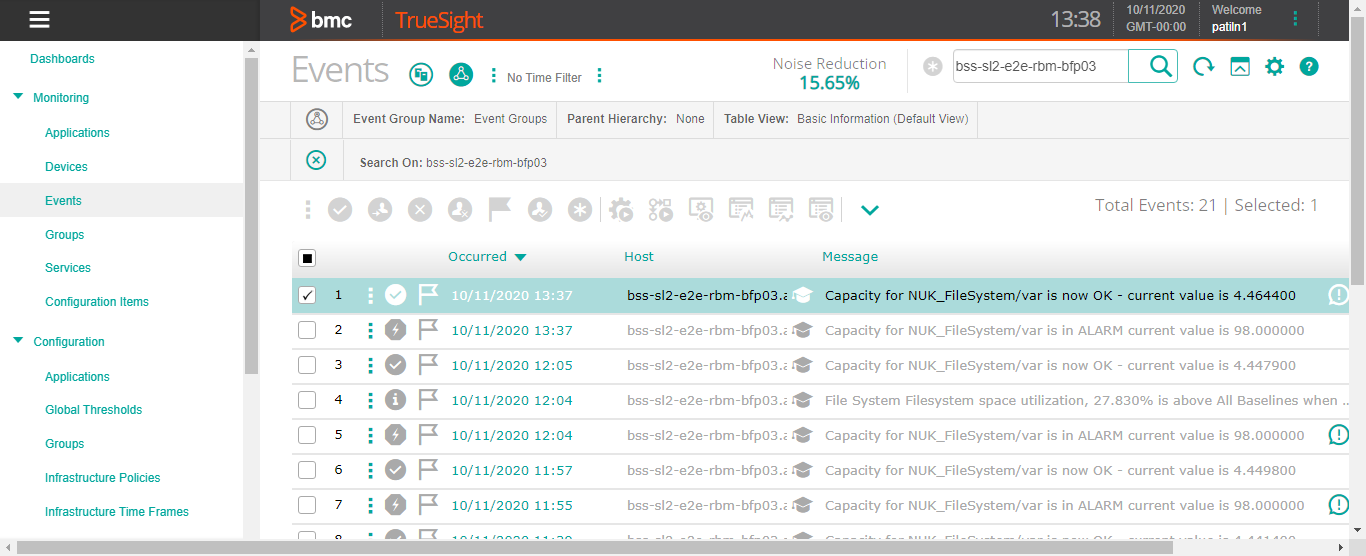 bmc TrueSight 13:38 10/11/2020 GMT-00:00 Welcome patiln1
Dashboards
Monitoring
Applications
Devices
Events
Groups
Services
Configuration Items
Configuration
Applications
Global Thresholds
Groups
Infrastructure Policies
Infrastructure Time Frames
Events No Time Filter Noise Reduction 15.65% bss-sl2-e2e-rbm-bfp03
Event Group Name: Event Groups Parent Hierarchy: None Table View: Basic Information (Default View)
Search On: bss-sl2-e2e-rbm-bfp03
Total Events: 21 | Selected: 1
Occurred Host Message
1 10/11/2020 13:37 bss-sl2-e2e-rbm-bfp03.a Capacity for NUK_FileSystem/var is now OK - current value is 4.464400
2 10/11/2020 13:37 bss-sl2-e2e-rbm-bfp03.a Capacity for NUK_FileSystem/var is in ALARM current value is 98.000000
3 10/11/2020 12:05 bss-sl2-e2e-rbm-bfp03.a Capacity for NUK_FileSystem/var is now OK - current value is 4.447900
4 10/11/2020 12:04 bss-sl2-e2e-rbm-bfp03.a File System Filesystem space utilization, 27.830% is above All Baselines when ...
5 10/11/2020 12:04 bss-sl2-e2e-rbm-bfp03.a Capacity for NUK_FileSystem/var is in ALARM current value is 98.000000
6 10/11/2020 11:57 bss-sl2-e2e-rbm-bfp03.a Capacity for NUK_FileSystem/var is now OK - current value is 4.449800
7 10/11/2020 11:55 bss-sl2-e2e-rbm-bfp03.a Capacity for NUK_FileSystem/var is in ALARM current value is 98.000000